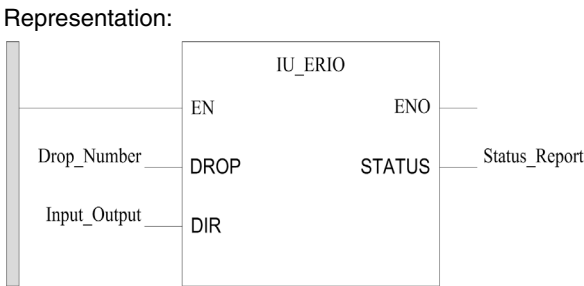 Representation:
IU_ERIO
EN ENO
Drop_Number DROP STATUS Status_Report
Input_Output DIR